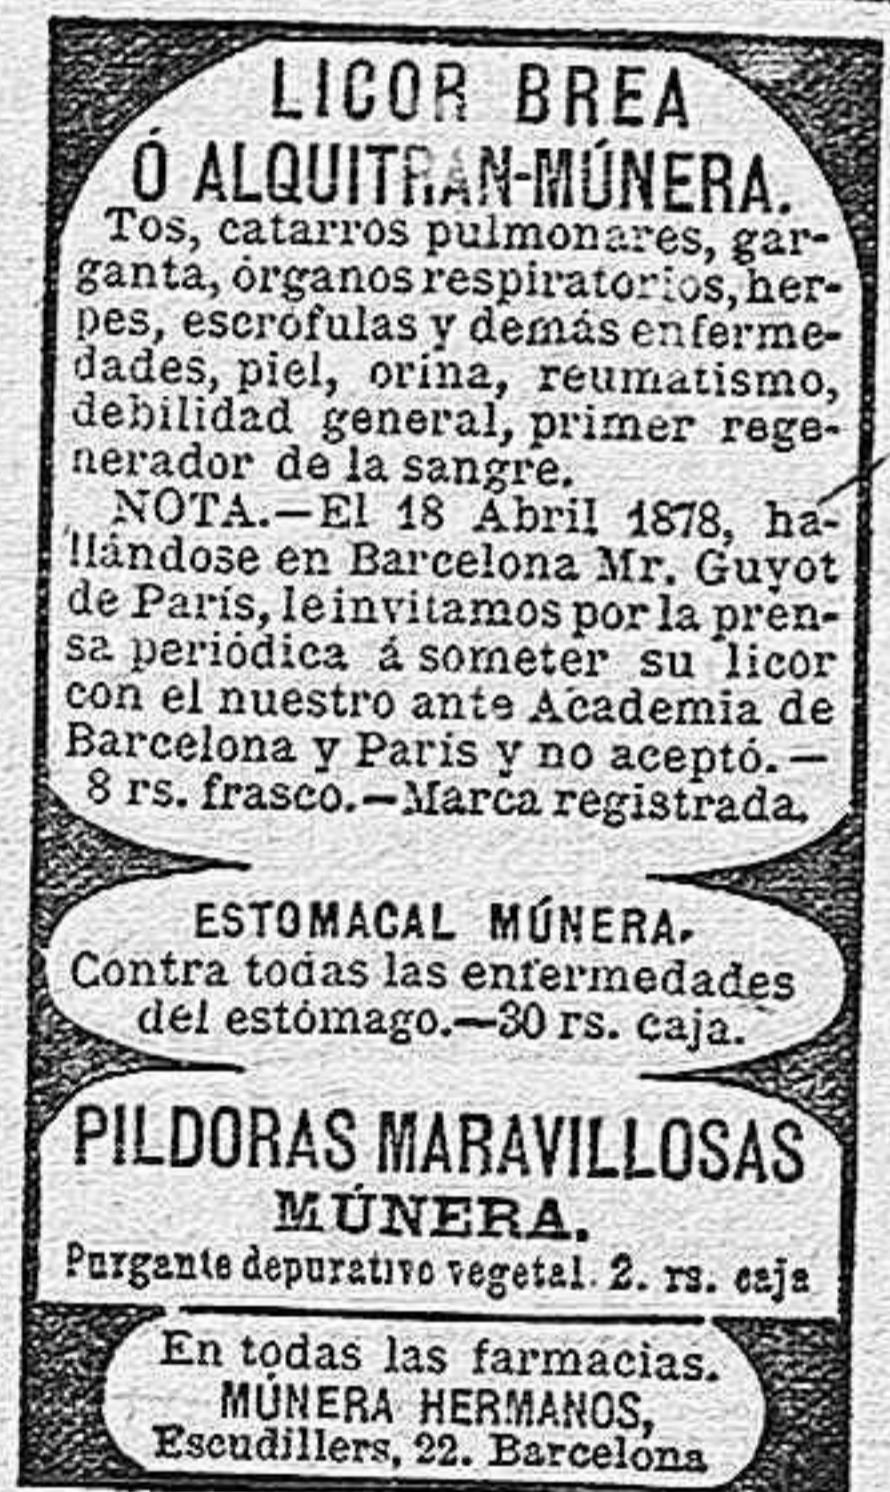 LICOR BREA
Ó ALQUITRAN-MÚNERA.
Tos, catarros pulmonares, gar-
ganta, órganos respiratorios, her-
pes, escrófulas y demás enferme-
dades, piel, orina, reumatismo,
debilidad general, primer rege-
nerador de la sangre.
NOTA.—El 18 Abril 1878, ha-
llándose en Barcelona Mr. Guyot
de París, le invitamos por la pren-
sa periódica á someter su licor
con el nuestro ante Academia de
Barcelona y París y no aceptó.—
8 rs. frasco.—Marca registrada.
ESTOMACAL MÚNERA.
Contra todas las enfermedades
del estómago.—30 rs. caja.
PILDORAS MARAVILLOSAS
MÚNERA.
Purgante depurativo vegetal. 2. rs. caja
En todas las farmacias.
MÚNERA HERMANOS,
Escudillers, 22. Barcelona